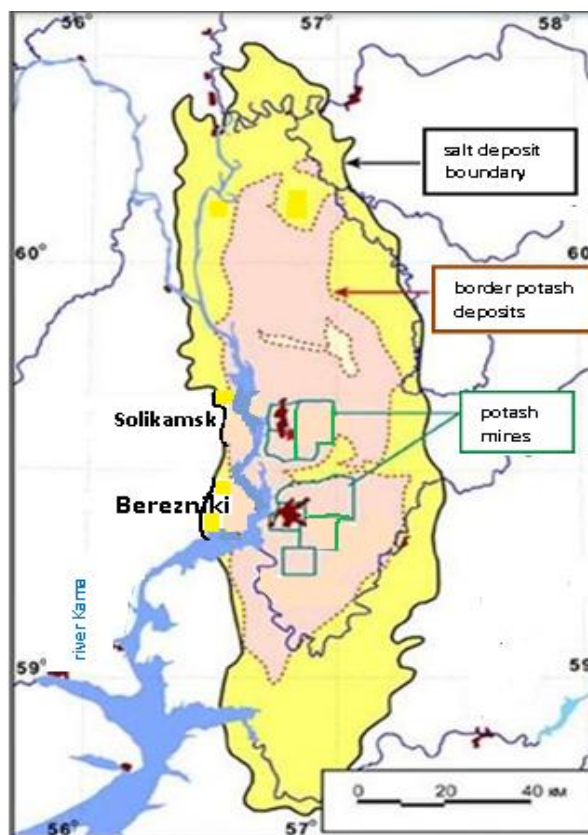 56°
57°
58°
salt deposit
boundary
60°
60
border potash
deposits
Solikamsk
potash
mires
Berezniki
river Kama
59°
59
0 20 40 км
56°
57°